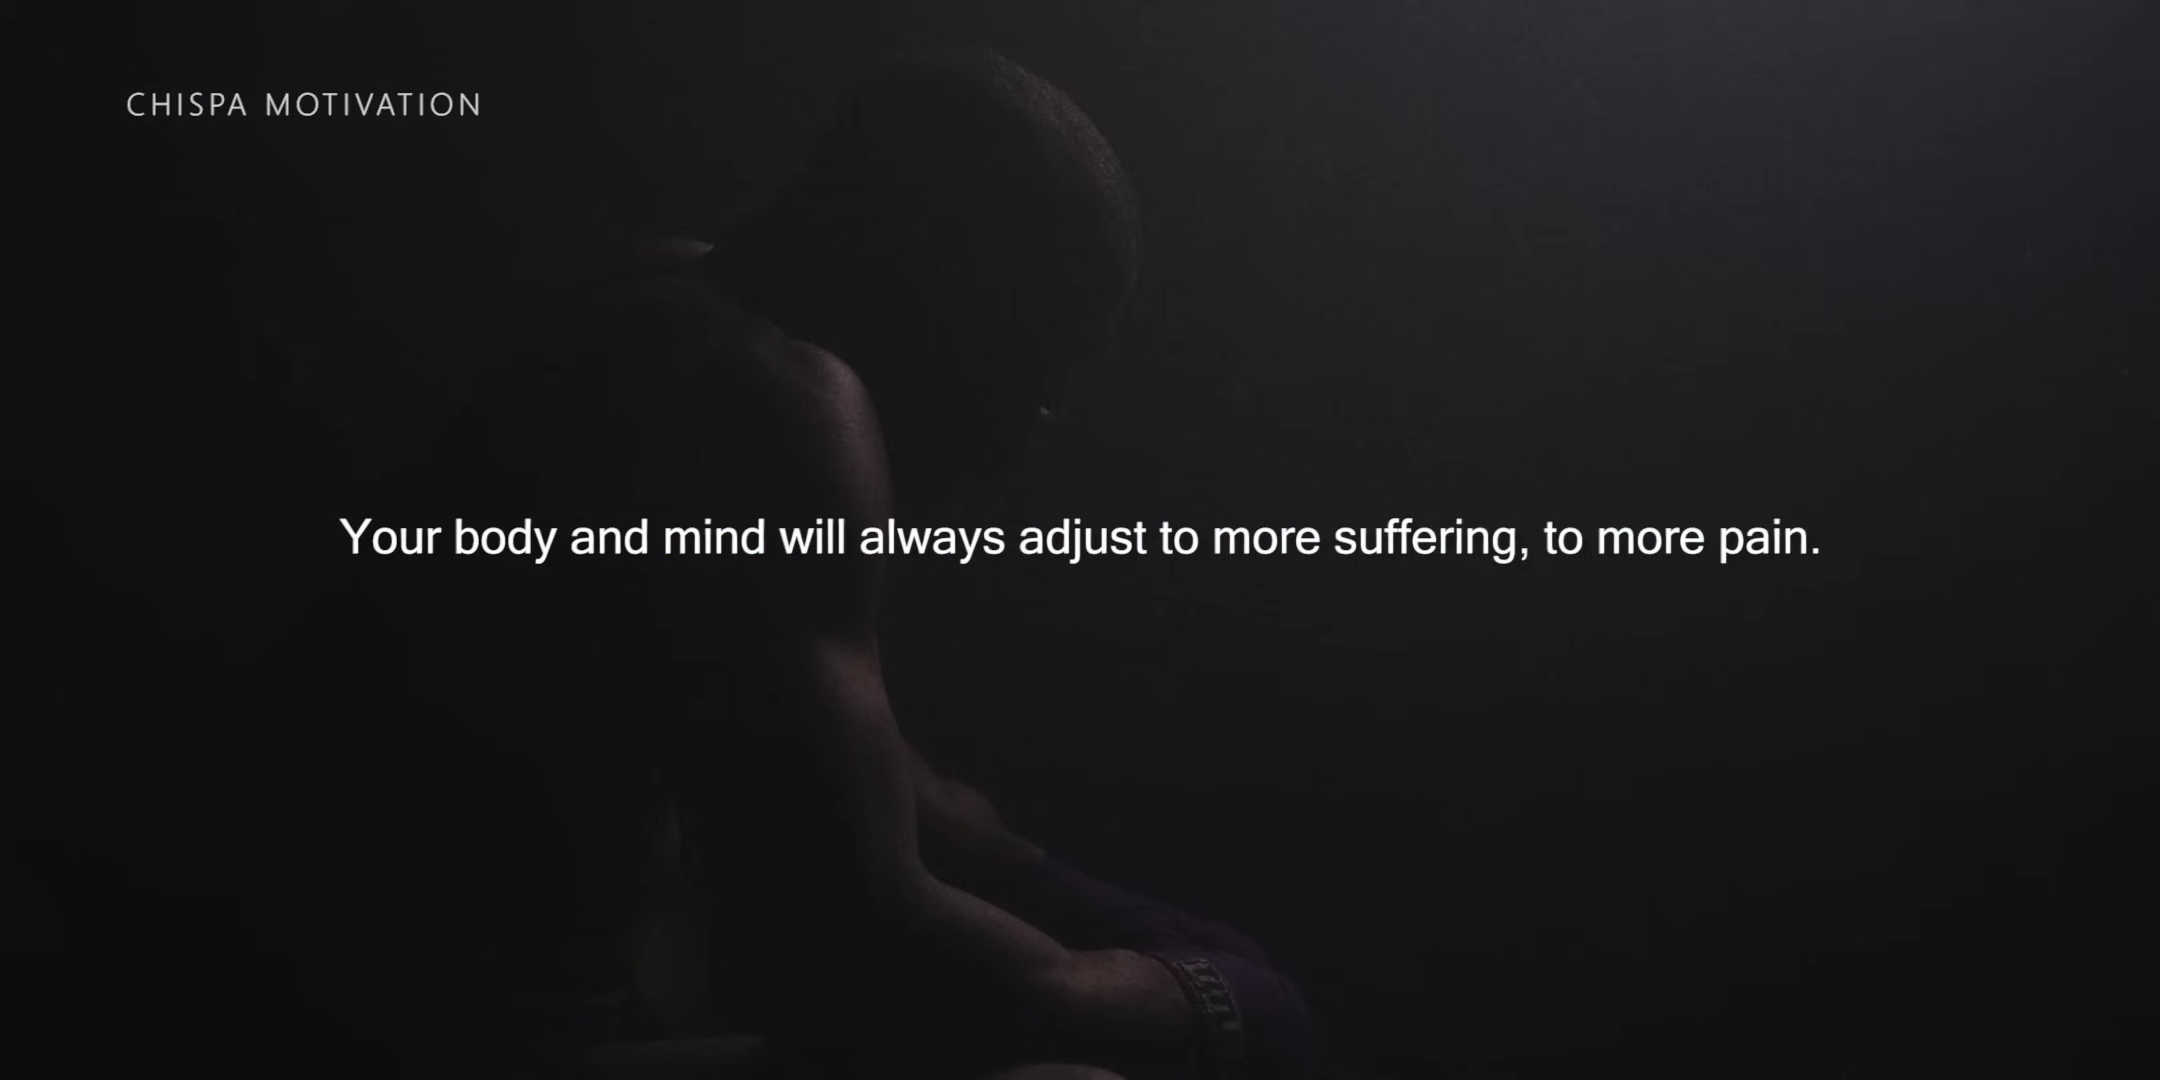 CHISPA MOTIVATION
Your body and mind will always adjust to more suffering, to more pain.